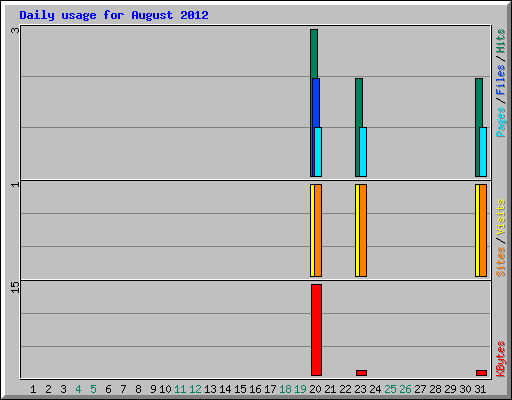 Daily usage for August 2012
3
Pages / Files / Hits
1
Sites / Visits
15
KBytes
1 2 3 4 5 6 7 8 9 10 11 12 13 14 15 16 17 18 19 20 21 22 23 24 25 26 27 28 29 30 31